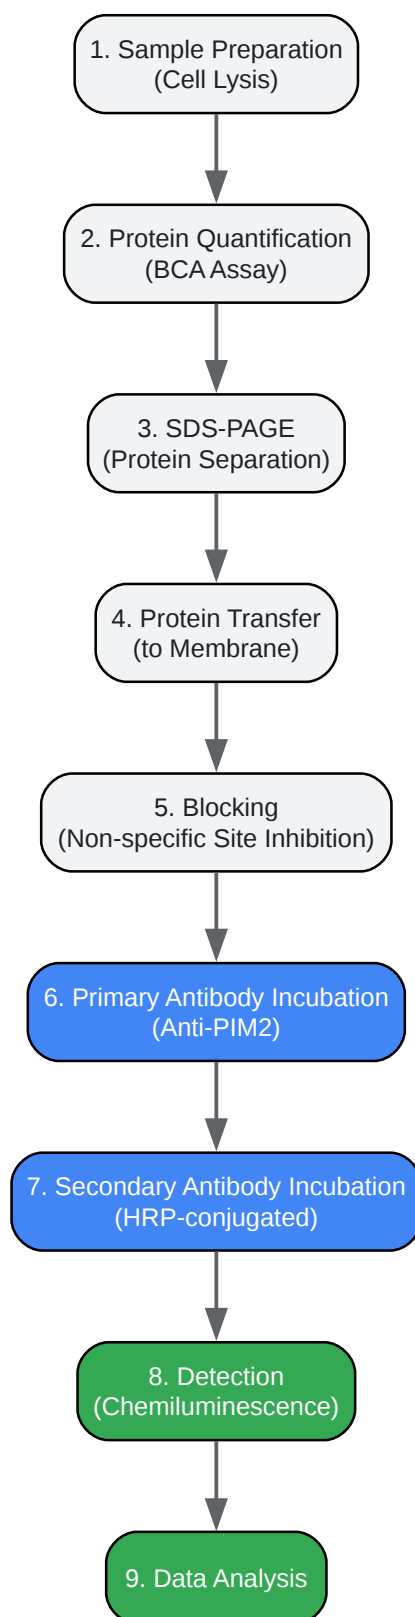 1. Sample Preparation
(Cell Lysis)
2. Protein Quantification
(BCA Assay)
3. SDS-PAGE
(Protein Separation)
4. Protein Transfer
(to Membrane)
5. Blocking
(Non-specific Site Inhibition)
6. Primary Antibody Incubation
(Anti-PIM2)
7. Secondary Antibody Incubation
(HRP-conjugated)
8. Detection
(Chemiluminescence)
9. Data Analysis